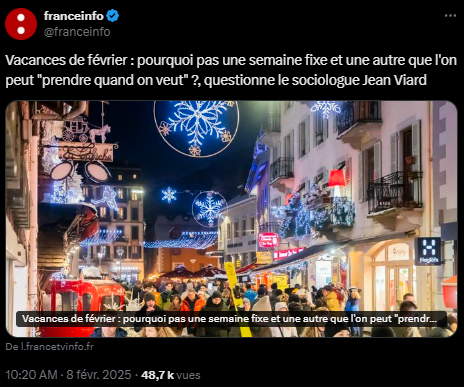 franceinfo
@franceinfo
Vacances de février : pourquoi pas une semaine fixe et une autre que l'on
peut "prendre quand on veut" ?, questionne le sociologue Jean Viard
Vacances de février : pourquoi pas une semaine fixe et une autre que l'on peut "prendr...
De l.francetvinfo.fr
10:20 AM · 8 févr. 2025 · 48,7 k vues